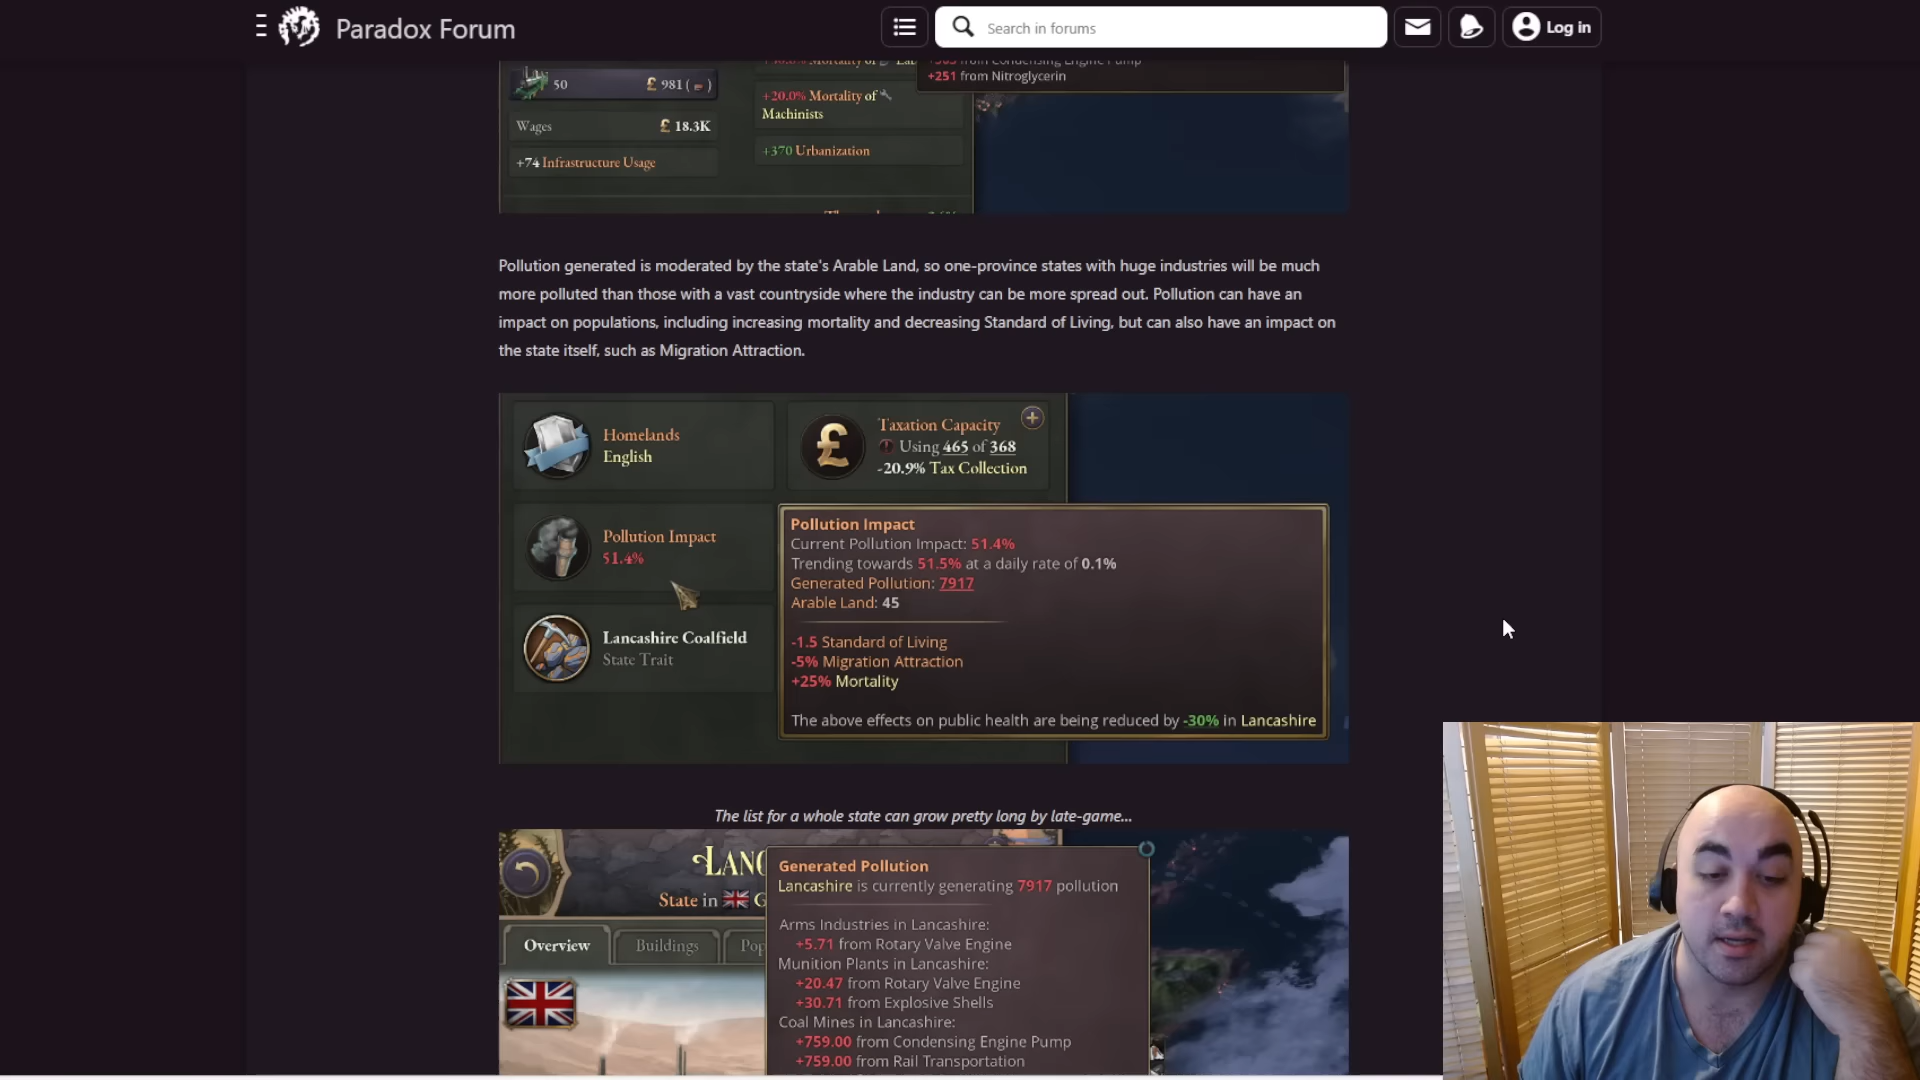 Paradox Forum
Search in forums
Log in
50 £ 981 ( )
Wages £ 18.3K
+74 Infrastructure Usage
+20.0% Mortality of
Machinists
+370 Urbanization
from Condensing Engine Pump
+251 from Nitroglycerin
Pollution generated is moderated by the state's Arable Land, so one-province states with huge industries will be much
more polluted than those with a vast countryside where the industry can be more spread out. Pollution can have an
impact on populations, including increasing mortality and decreasing Standard of Living, but can also have an impact on
the state itself, such as Migration Attraction.
Homelands
English
Taxation Capacity
Using 465 of 368
-20.9% Tax Collection
Pollution Impact
51.4%
Lancashire Coalfield
State Trait
Pollution Impact
Current Pollution Impact: 51.4%
Trending towards 51.5% at a daily rate of 0.1%
Generated Pollution: 7917
Arable Land: 45
-1.5 Standard of Living
-5% Migration Attraction
+25% Mortality
The above effects on public health are being reduced by -30% in Lancashire
The list for a whole state can grow pretty long by late-game...
LANC
State in G
Overview
Buildings
Pop
Generated Pollution
Lancashire is currently generating 7917 pollution
Arms Industries in Lancashire:
+5.71 from Rotary Valve Engine
Munition Plants in Lancashire:
+20.47 from Rotary Valve Engine
+30.71 from Explosive Shells
Coal Mines in Lancashire:
+759.00 from Condensing Engine Pump
+759.00 from Rail Transportation